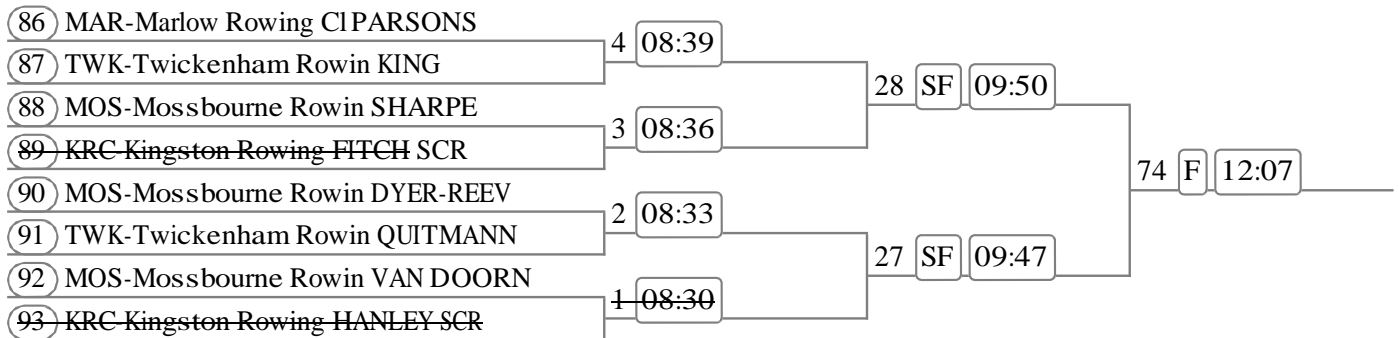 86 MAR-Marlow Rowing Cl PARSONS
4 08:39
87 TWK-Twickenham Rowin KING
28 SF 09:50
88 MOS-Mossbourne Rowin SHARPE
3 08:36
89 KRC-Kingston Rowing FITCH SCR
74 F 12:07
90 MOS-Mossbourne Rowin DYER-REEV
2 08:33
91 TWK-Twickenham Rowin QUITMANN
27 SF 09:47
92 MOS-Mossbourne Rowin VAN DOORN
1 08:30
93 KRC-Kingston Rowing HANLEY SCR